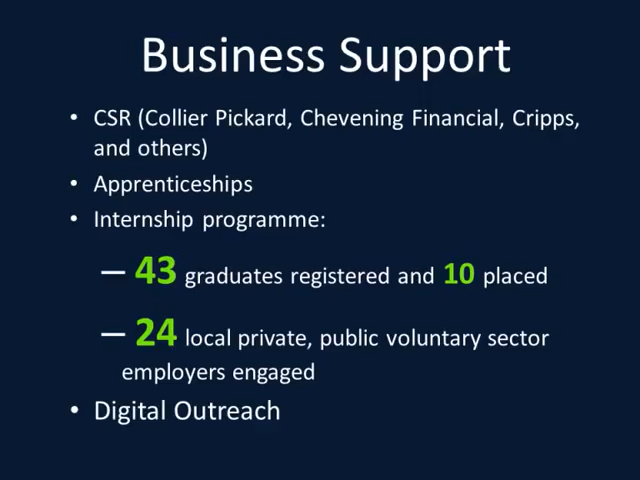 Business Support
• CSR (Collier Pickard, Chevening Financial, Cripps,
and others)
• Apprenticeships
• Internship programme:
– 43 graduates registered and 10 placed
– 24 local private, public voluntary sector
employers engaged
• Digital Outreach